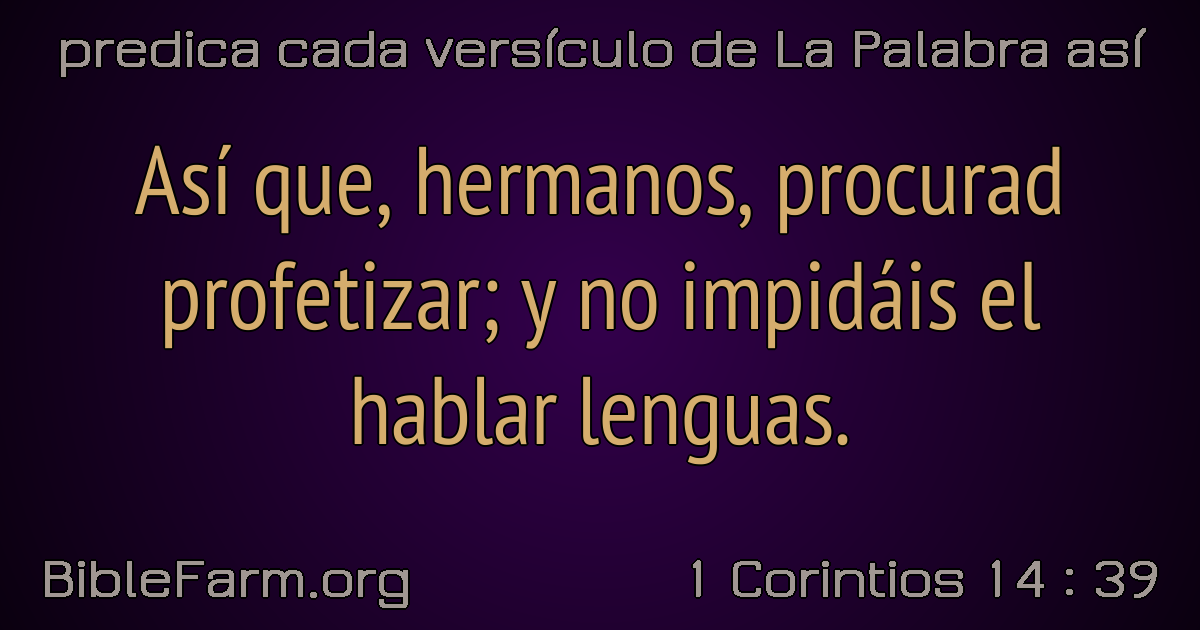 predica cada versículo de La Palabra así
Así que, hermanos, procurad
profetizar; y no impidáis el
hablar lenguas.
BibleFarm.org
1 Corintios 14 : 39